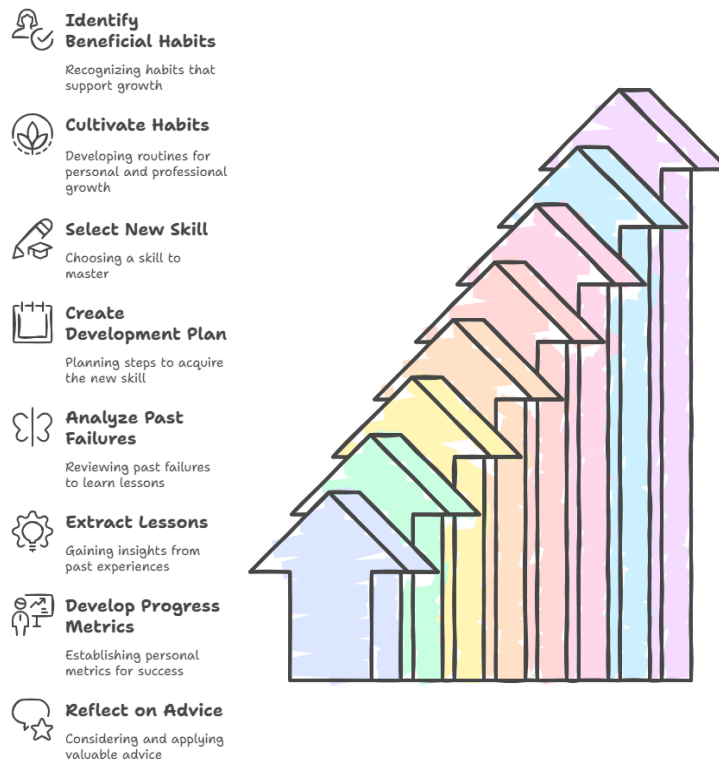 Identify
Beneficial Habits
Recognizing habits that
support growth
Cultivate Habits
Developing routines for
personal and professional
growth
Select New Skill
Choosing a skill to
master
Create
Development Plan
Planning steps to acquire
the new skill
Analyze Past
Failures
Reviewing past failures
to learn lessons
Extract Lessons
Gaining insights from
past experiences
Develop Progress
Metrics
Establishing personal
metrics for success
Reflect on Advice
Considering and applying
valuable advice